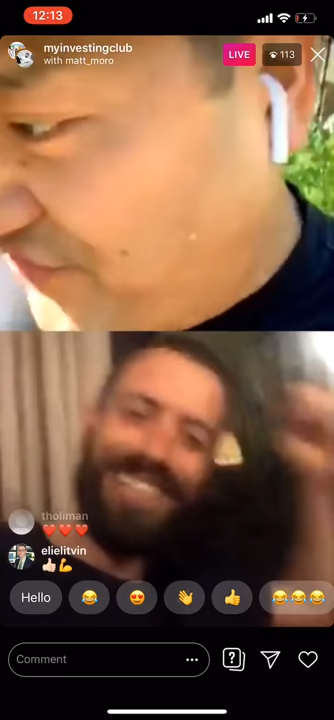 12:13
myinvestingclub
with matt_moro
LIVE
113
tholiman
❤️❤️❤️
elielitvin
👍🏻💪
Hello
😂
😍
👋
👍
😂😂😂
Comment